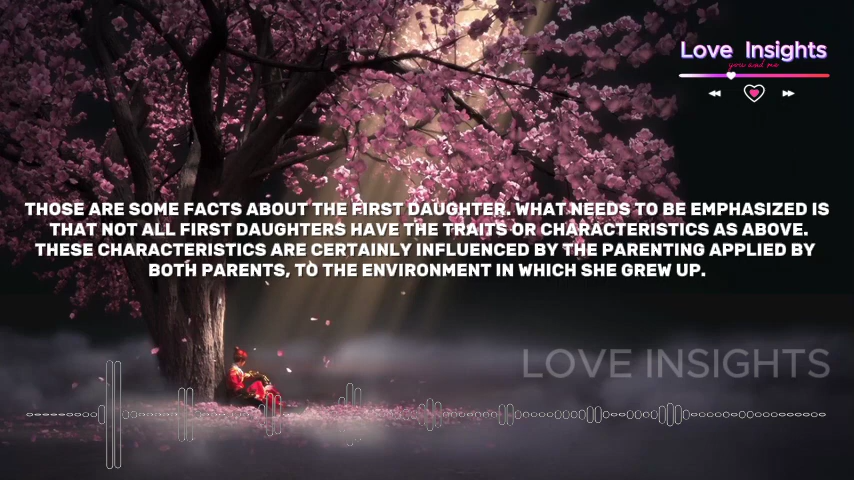 Love Insights
you and me
THOSE ARE SOME FACTS ABOUT THE FIRST DAUGHTER. WHAT NEEDS TO BE EMPHASIZED IS
THAT NOT ALL FIRST DAUGHTERS HAVE THE TRAITS OR CHARACTERISTICS AS ABOVE.
THESE CHARACTERISTICS ARE CERTAINLY INFLUENCED BY THE PARENTING APPLIED BY
BOTH PARENTS, TO THE ENVIRONMENT IN WHICH SHE GREW UP.
LOVE INSIGHTS